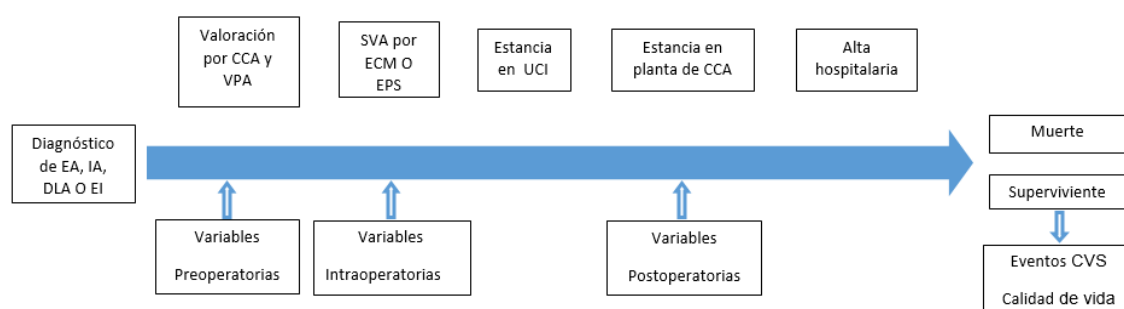 Valoración
por CCA y
VPA
SVA por
ECM O
EPS
Estancia
en UCI
Estancia en
planta de CCA
Alta
hospitalaria
Diagnóstico
de EA, IA,
DLA O EI
Muerte
Superviviente
Variables
Preoperatorias
Variables
Intraoperatorias
Variables
Postoperatorias
Eventos CVS
Calidad de vida